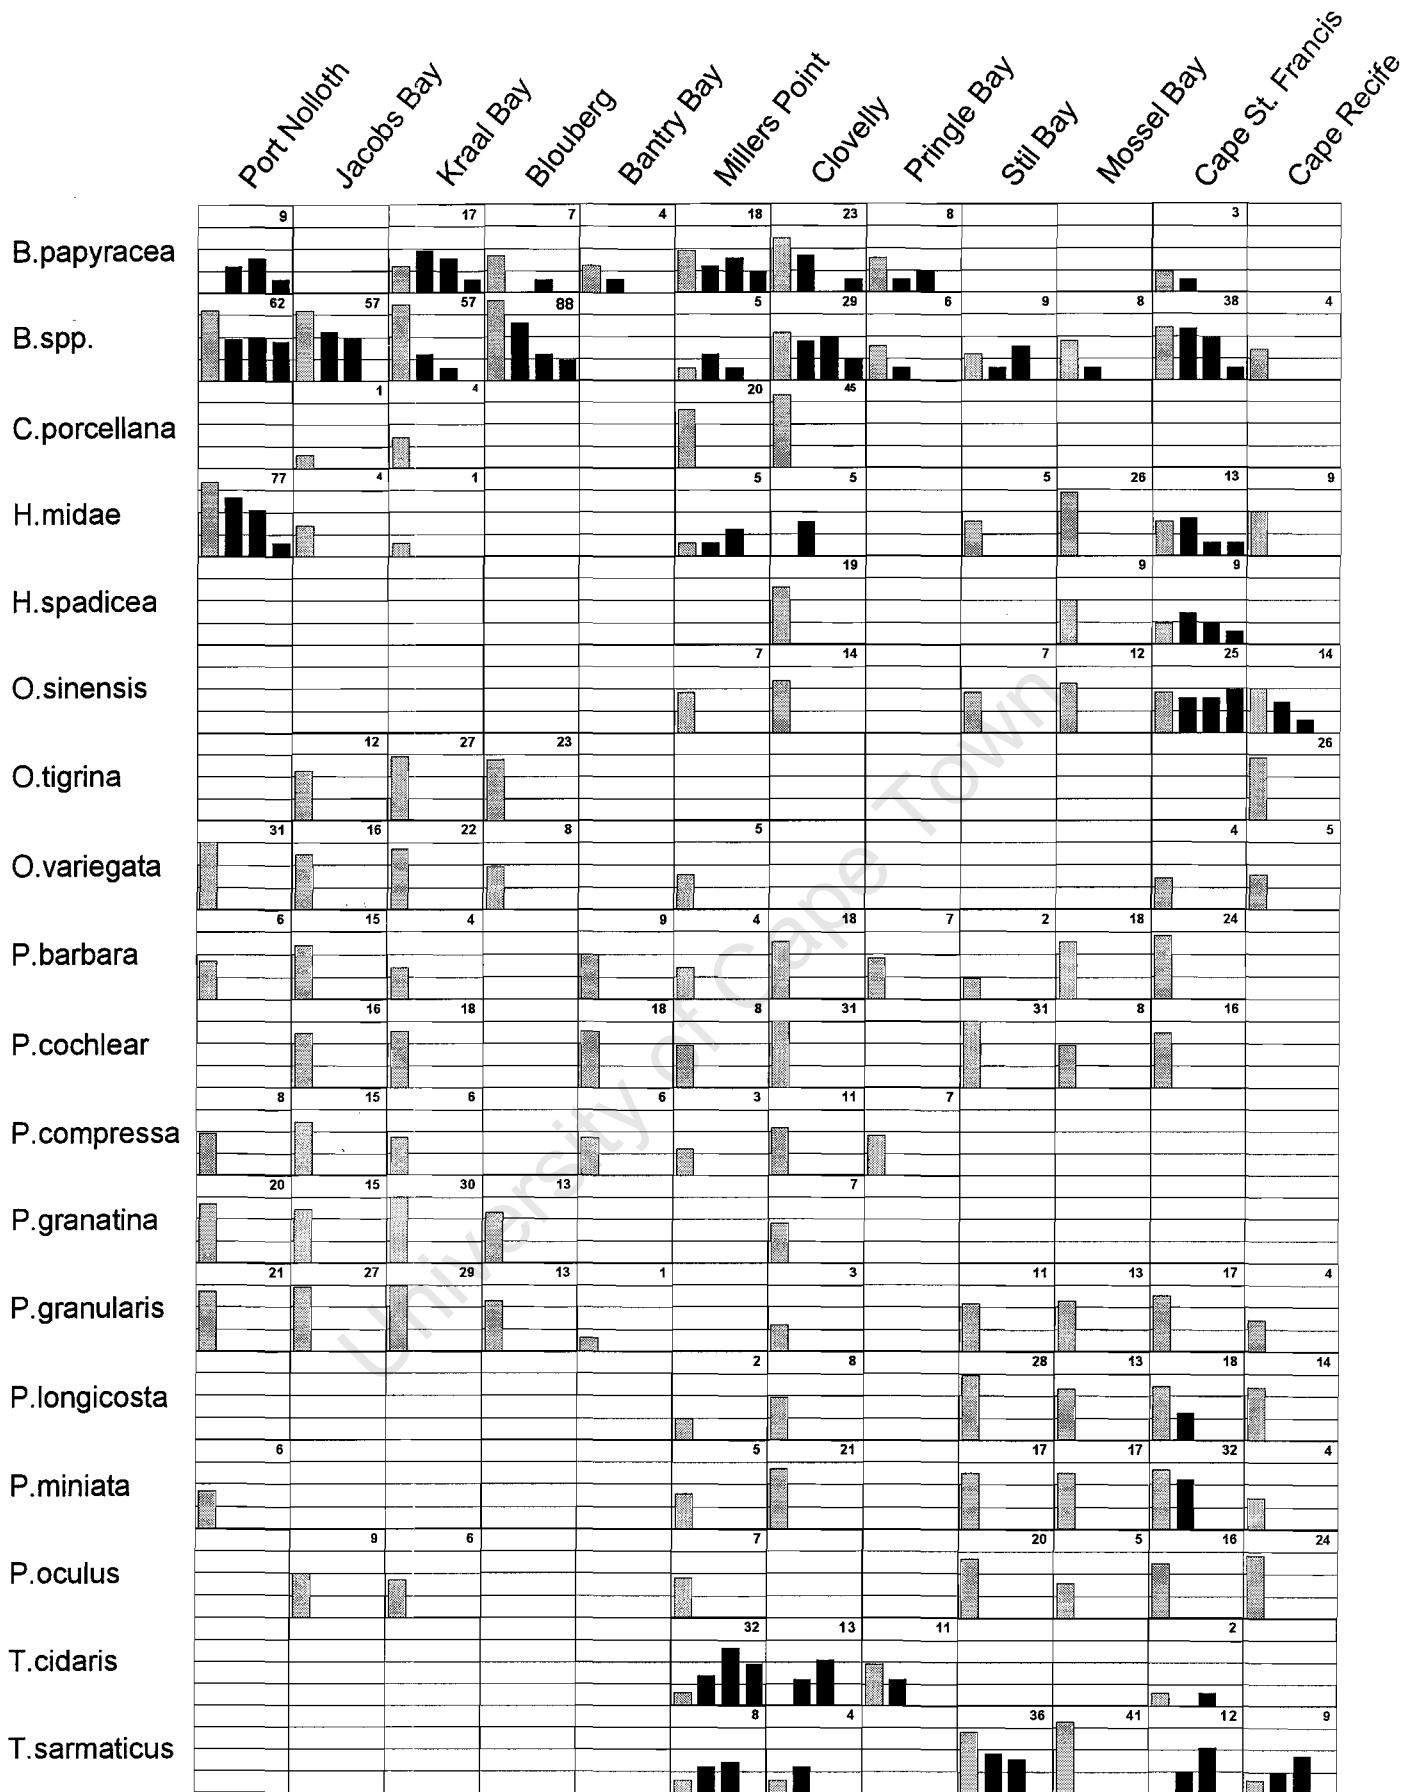 Port Nolloth Jacobs Bay Kraal Bay Blouberg Bantry Bay Millers Point Clovelly Pringle Bay Stil Bay Mossel Bay Cape St. Francis Cape Recife
B.papyracea 9 17 7 4 18 23 8 3
B.spp. 62 57 57 88 5 29 6 9 8 38 4
C.porcellana 1 4 20 45
H.midae 77 4 1 5 5 5 26 13 9
H.spadicea 19 9 9
O.sinensis 7 14 7 12 25 14
O.tigrina 12 27 23 26
O.variegata 31 16 22 8 5 4 5
P.barbara 6 15 4 9 4 18 7 2 18 24
P.cochlear 16 18 18 8 31 31 8 16
P.compressa 8 15 6 6 3 11 7
P.granatina 20 15 30 13 7
P.granularis 21 27 29 13 1 3 11 13 17 4
P.longicosta 2 8 28 13 18 14
P.miniata 6 5 21 17 17 32 4
P.oculus 9 6 7 20 5 16 24
T.cidaris 32 13 11 2
T.sarmaticus 8 4 36 41 12 9
University of Cape Town